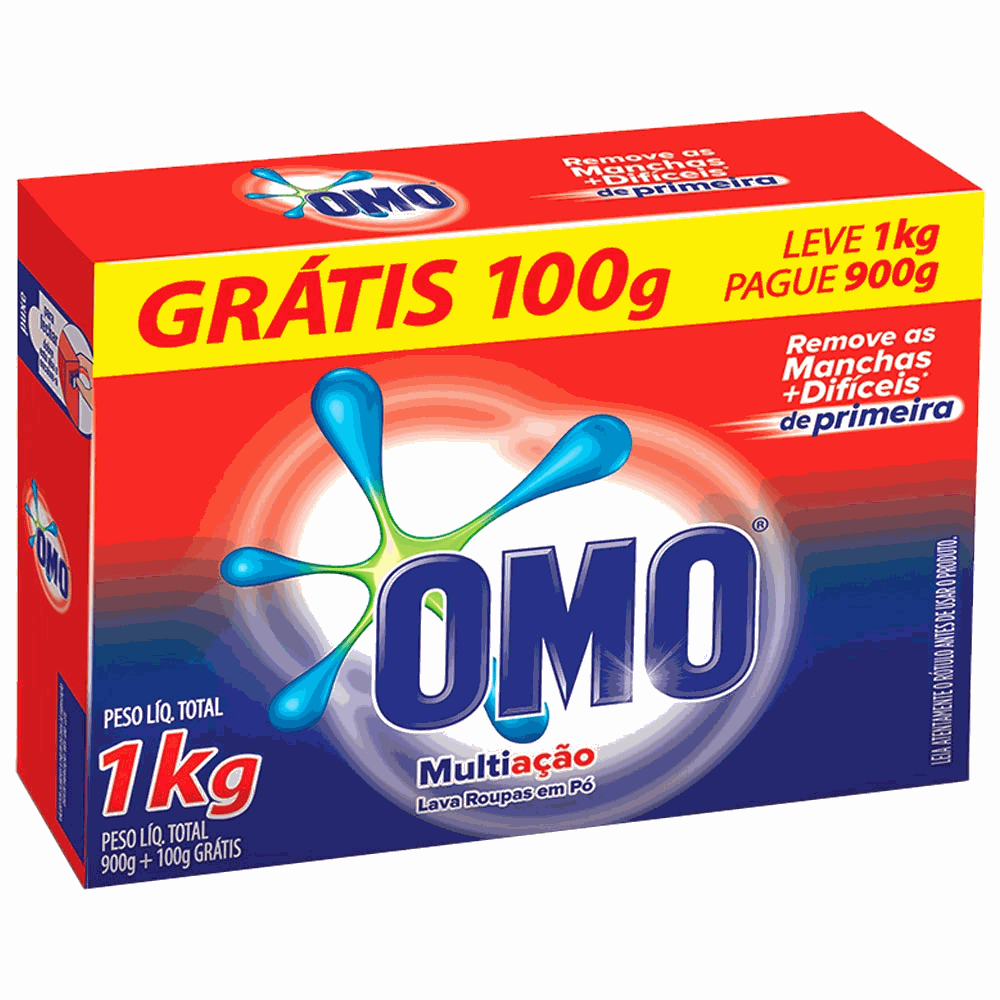 OMO
Remove as
Manchas
+Difíceis*
de primeira
GRÁTIS 100g
LEVE 1kg
PAGUE 900g
Remove as
Manchas
+Difíceis*
de primeira
OMO®
Multiação
Lava Roupas em Pó
PESO LÍQ. TOTAL
1kg
PESO LÍQ. TOTAL
900g + 100g GRÁTIS
LEIA ATENTAMENTE O RÓTULO ANTES DE USAR O PRODUTO.
OMO